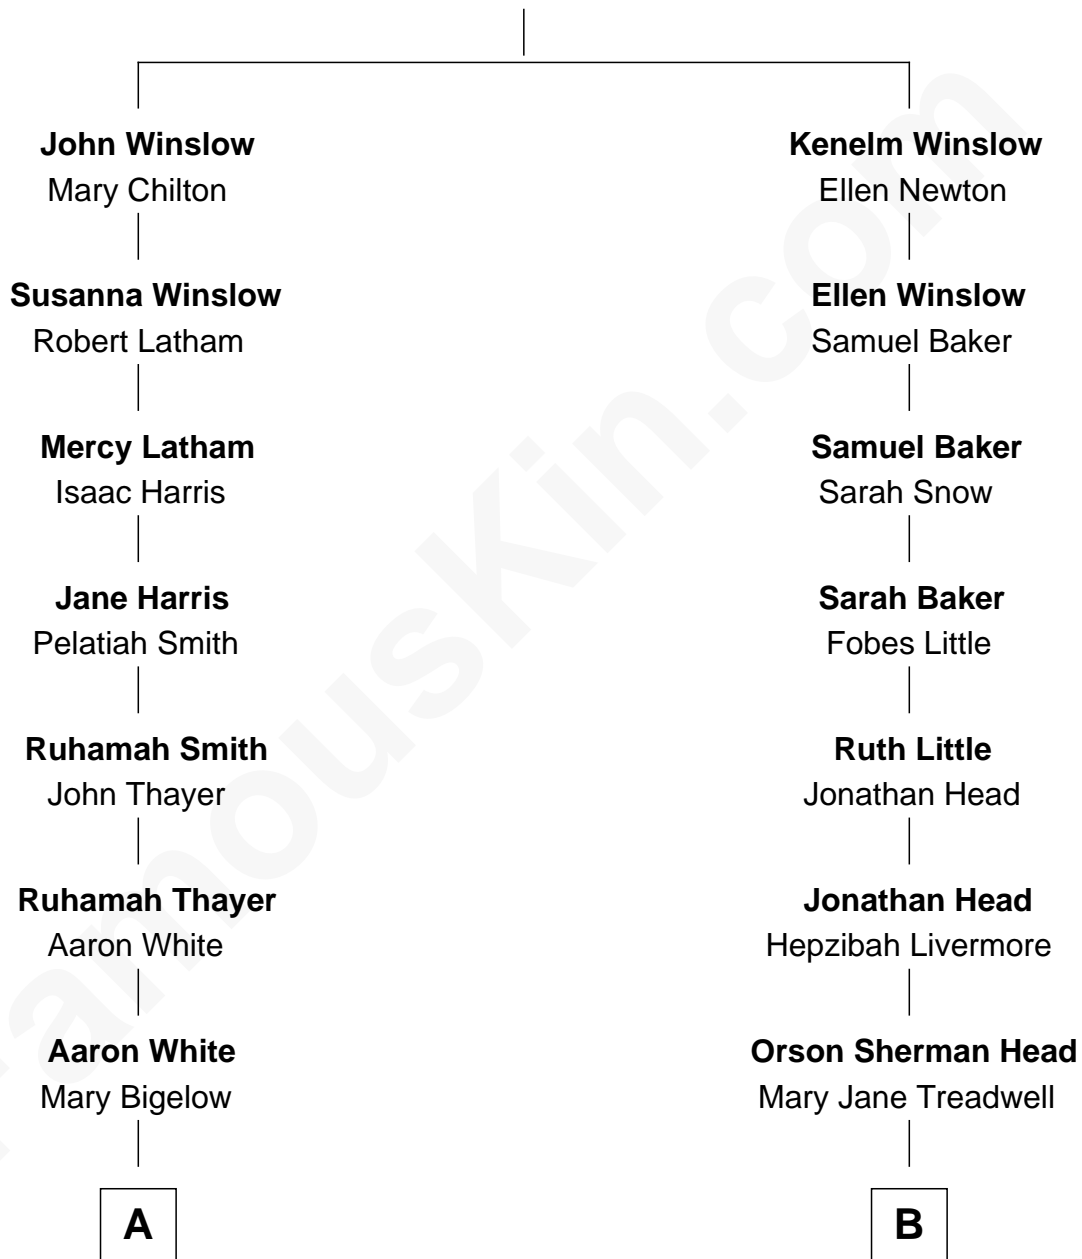 John Winslow
Mary Chilton
Susanna Winslow
Robert Latham
Mercy Latham
Isaac Harris
Jane Harris
Pelatiah Smith
Ruhamah Smith
John Thayer
Ruhamah Thayer
Aaron White
Aaron White
Mary Bigelow
A
Kenelm Winslow
Ellen Newton
Ellen Winslow
Samuel Baker
Samuel Baker
Sarah Snow
Sarah Baker
Fobes Little
Ruth Little
Jonathan Head
Jonathan Head
Hepzibah Livermore
Orson Sherman Head
Mary Jane Treadwell
B
FamousKin.com